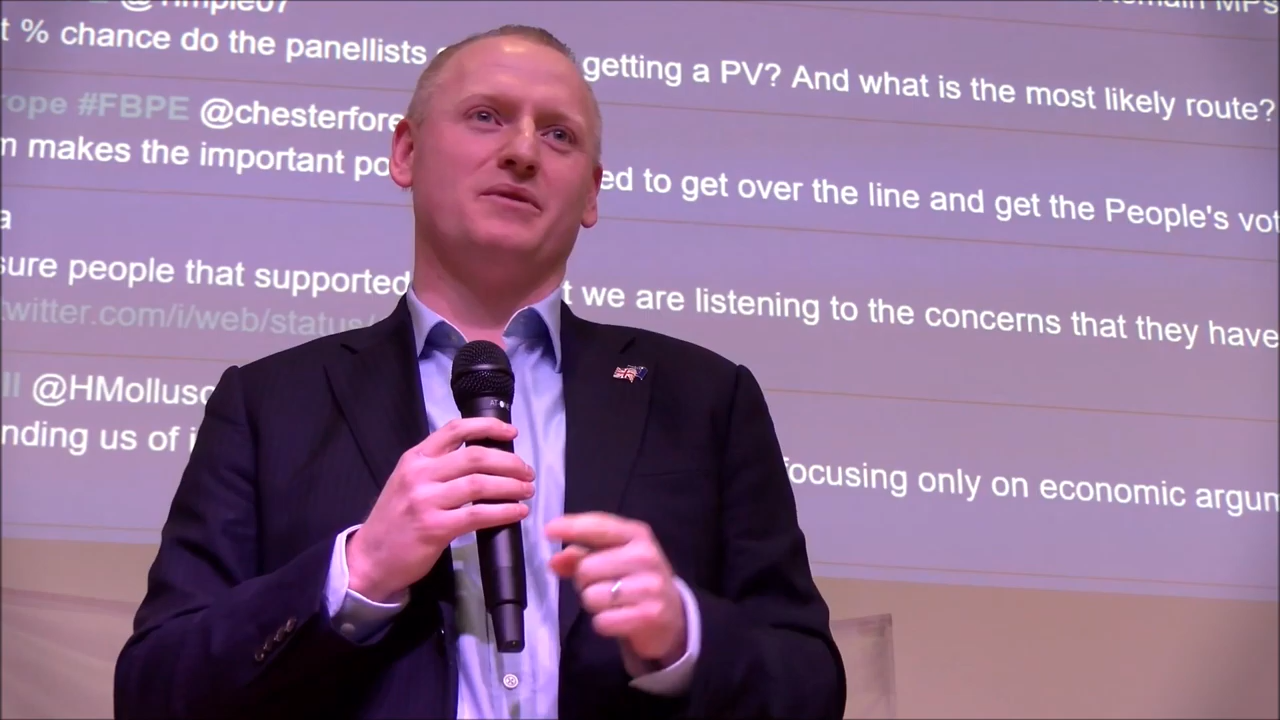 @
Remain MPs
t % chance do the panellists getting a PV? And what is the most likely route?
rope #FBPE @chesterfore
m makes the important po ed to get over the line and get the People's vot
a
sure people that supported t we are listening to the concerns that they have
twitter.com/i/web/status/
ll @HMollusc
nding us of i focusing only on economic argum
AT